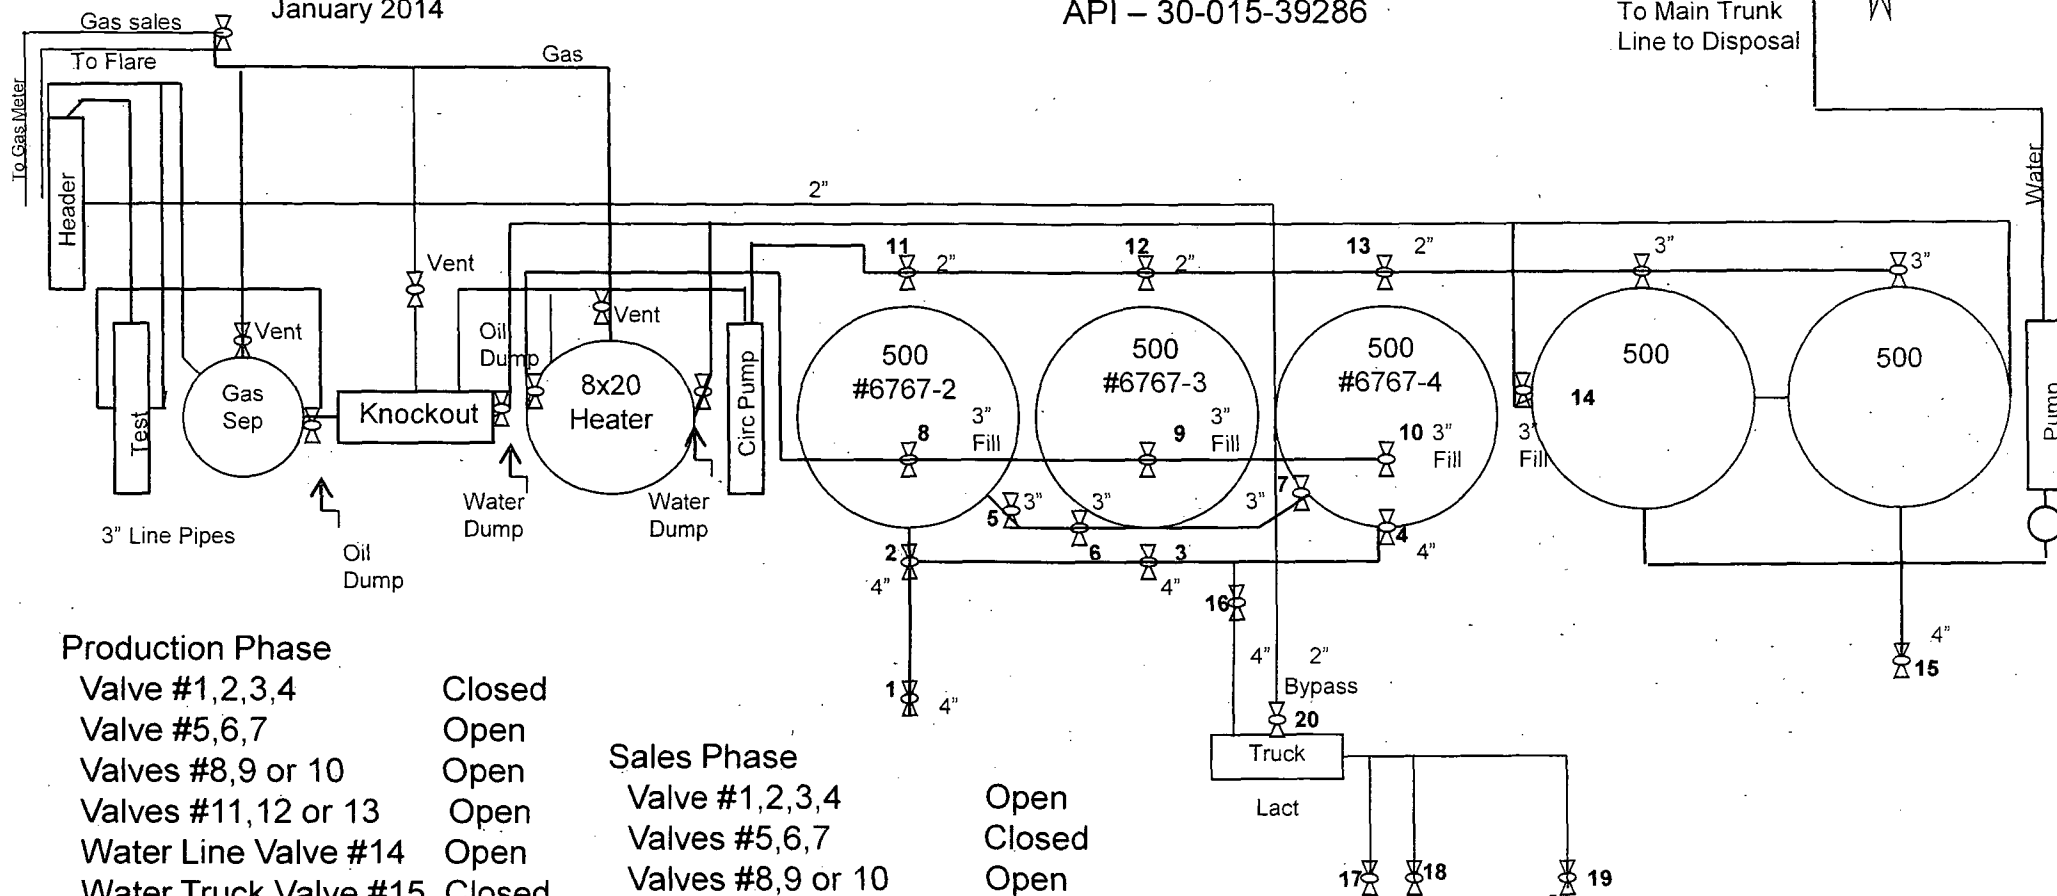 January 2014
API – 30-015-39286
To Main Trunk
Line to Disposal
Gas sales
To Flare
Gas
To Gas Meter
Header
2”
Water
11
2”
12
2”
13
2”
3”
3”
Vent
Vent
Vent
Oil
Dump
Test
Gas
Sep
Knockout
8x20
Heater
Circ Pump
500
#6767-2
500
#6767-3
500
#6767-4
500
500
14
Pump
8
3”
Fill
9
3”
Fill
10
3”
Fill
3”
Fill
3” Line Pipes
Oil
Dump
Water
Dump
Water
Dump
5
3”
3”
6
3”
7
2
4”
3
4”
4
4”
16
4”
2”
Bypass
20
1
4”
4”
15
Truck
Lact
17
18
19
Production Phase
Valve #1,2,3,4 Closed
Valve #5,6,7 Open
Valves #8,9 or 10 Open
Valves #11,12 or 13 Open
Water Line Valve #14 Open
Water Truck Valve #15 Closed
Sales Phase
Valve #1,2,3,4 Open
Valves #5,6,7 Closed
Valves #8,9 or 10 Open